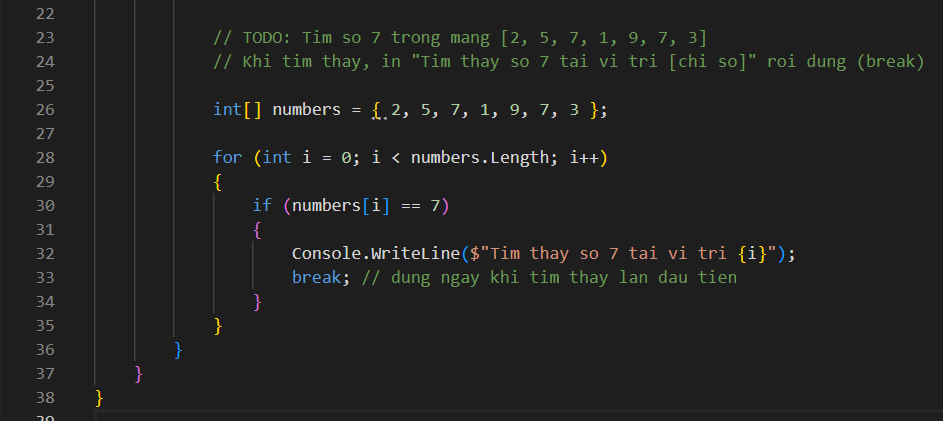 22
23 // TODO: Tim so 7 trong mang [2, 5, 7, 1, 9, 7, 3]
24 // Khi tim thay, in "Tim thay so 7 tai vi tri [chi so]" roi dung (break)
25
26 int[] numbers = { 2, 5, 7, 1, 9, 7, 3 };
27
28 for (int i = 0; i < numbers.Length; i++)
29 {
30 if (numbers[i] == 7)
31 {
32 Console.WriteLine($"Tim thay so 7 tai vi tri {i}");
33 break; // dung ngay khi tim thay lan dau tien
34 }
35 }
36 }
37 }
38 }
39